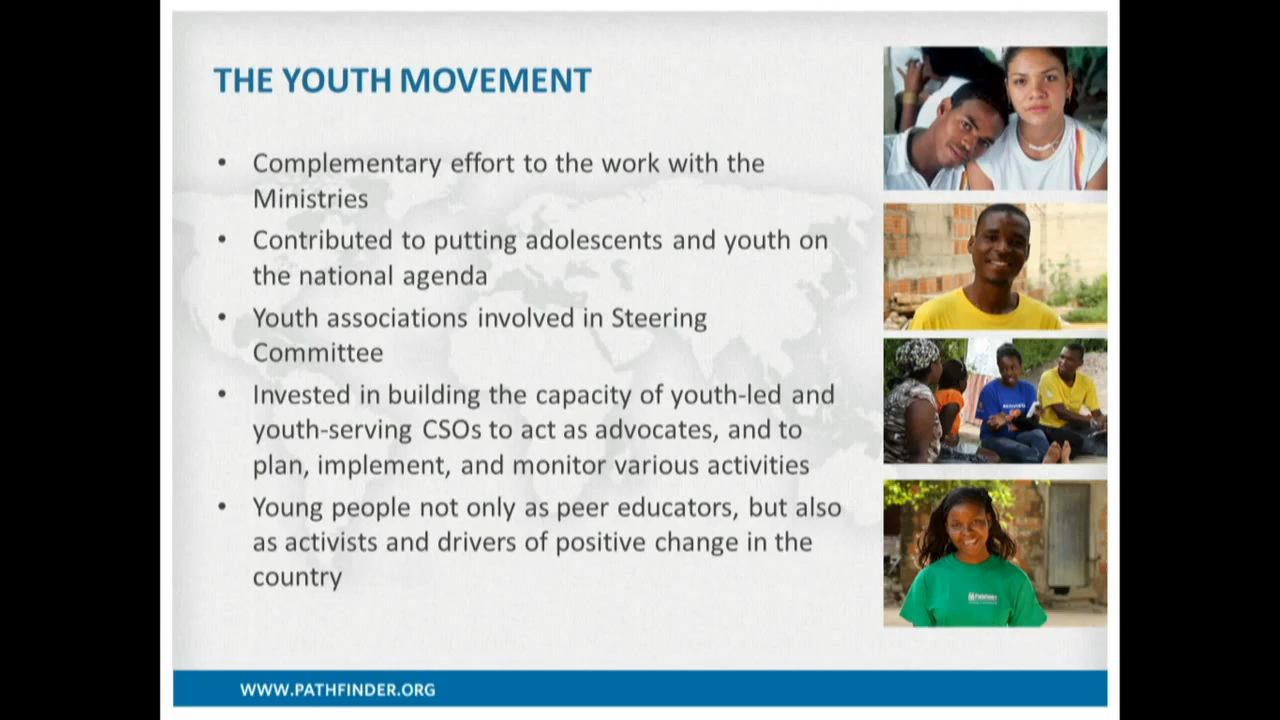 THE YOUTH MOVEMENT
• Complementary effort to the work with the
Ministries
• Contributed to putting adolescents and youth on
the national agenda
• Youth associations involved in Steering
Committee
• Invested in building the capacity of youth-led and
youth-serving CSOs to act as advocates, and to
plan, implement, and monitor various activities
• Young people not only as peer educators, but also
as activists and drivers of positive change in the
country
WWW.PATHFINDER.ORG